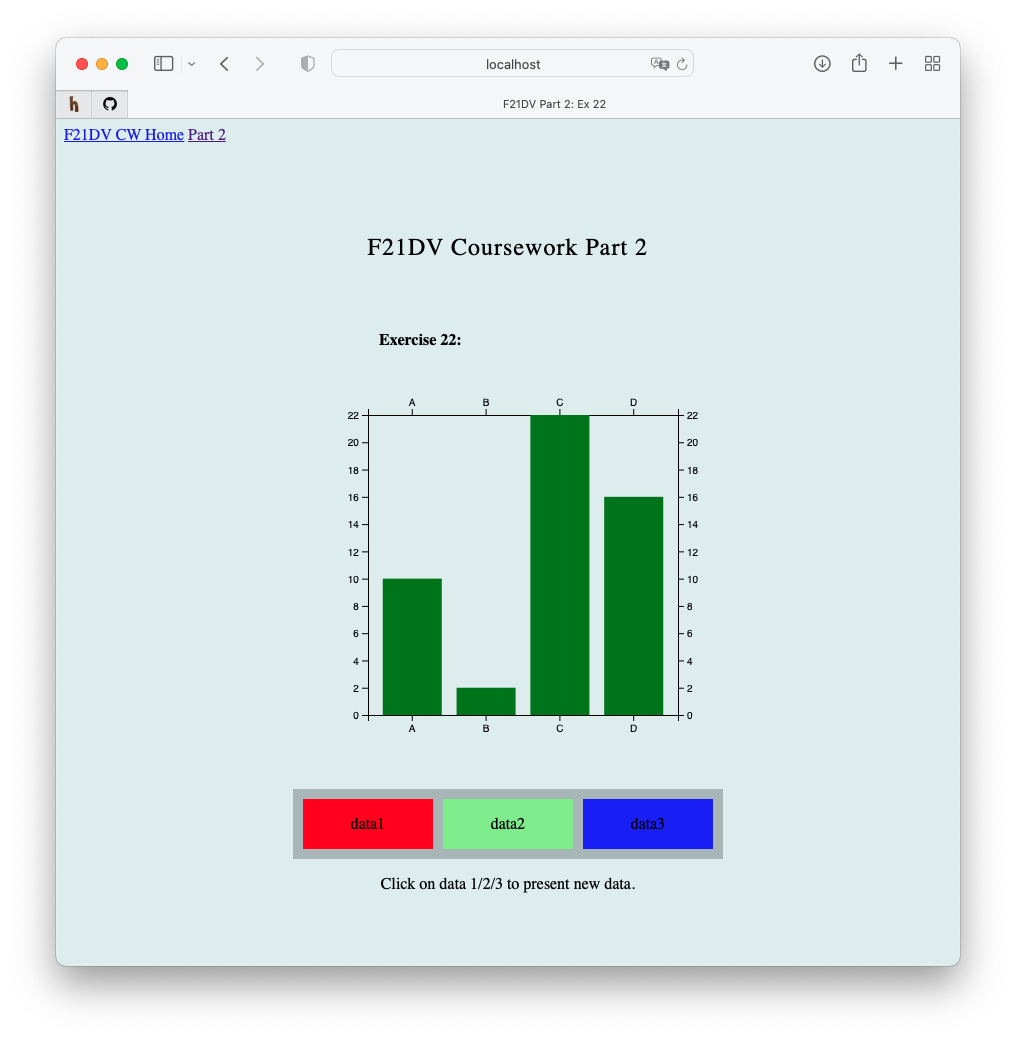 localhost
F21DV Part 2: Ex 22
F21DV CW Home Part 2
F21DV Coursework Part 2
Exercise 22:
A B C D
22 22
20 20
18 18
16 16
14 14
12 12
10 10
8 8
6 6
4 4
2 2
0 0
A B C D
data1 data2 data3
Click on data 1/2/3 to present new data.